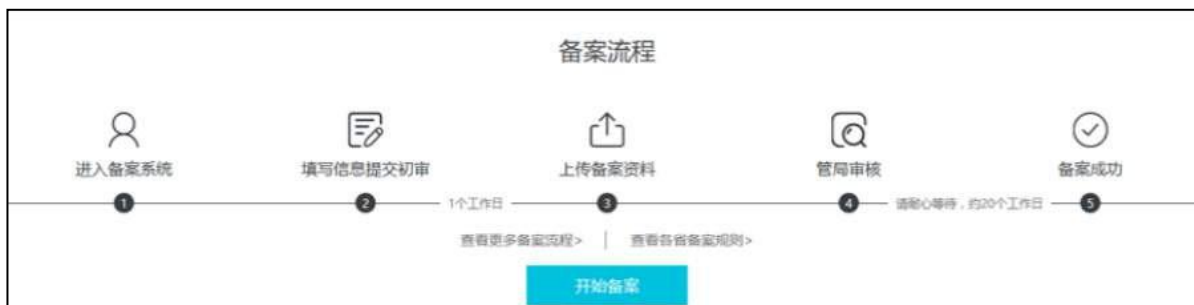 备案流程
进入备案系统 填写信息提交初审 上传备案资料 管局审核 备案成功
1 2 1个工作日 3 4 请耐心等待，约20个工作日 5
查看更多备案流程> | 查看各省备案规则>
开始备案